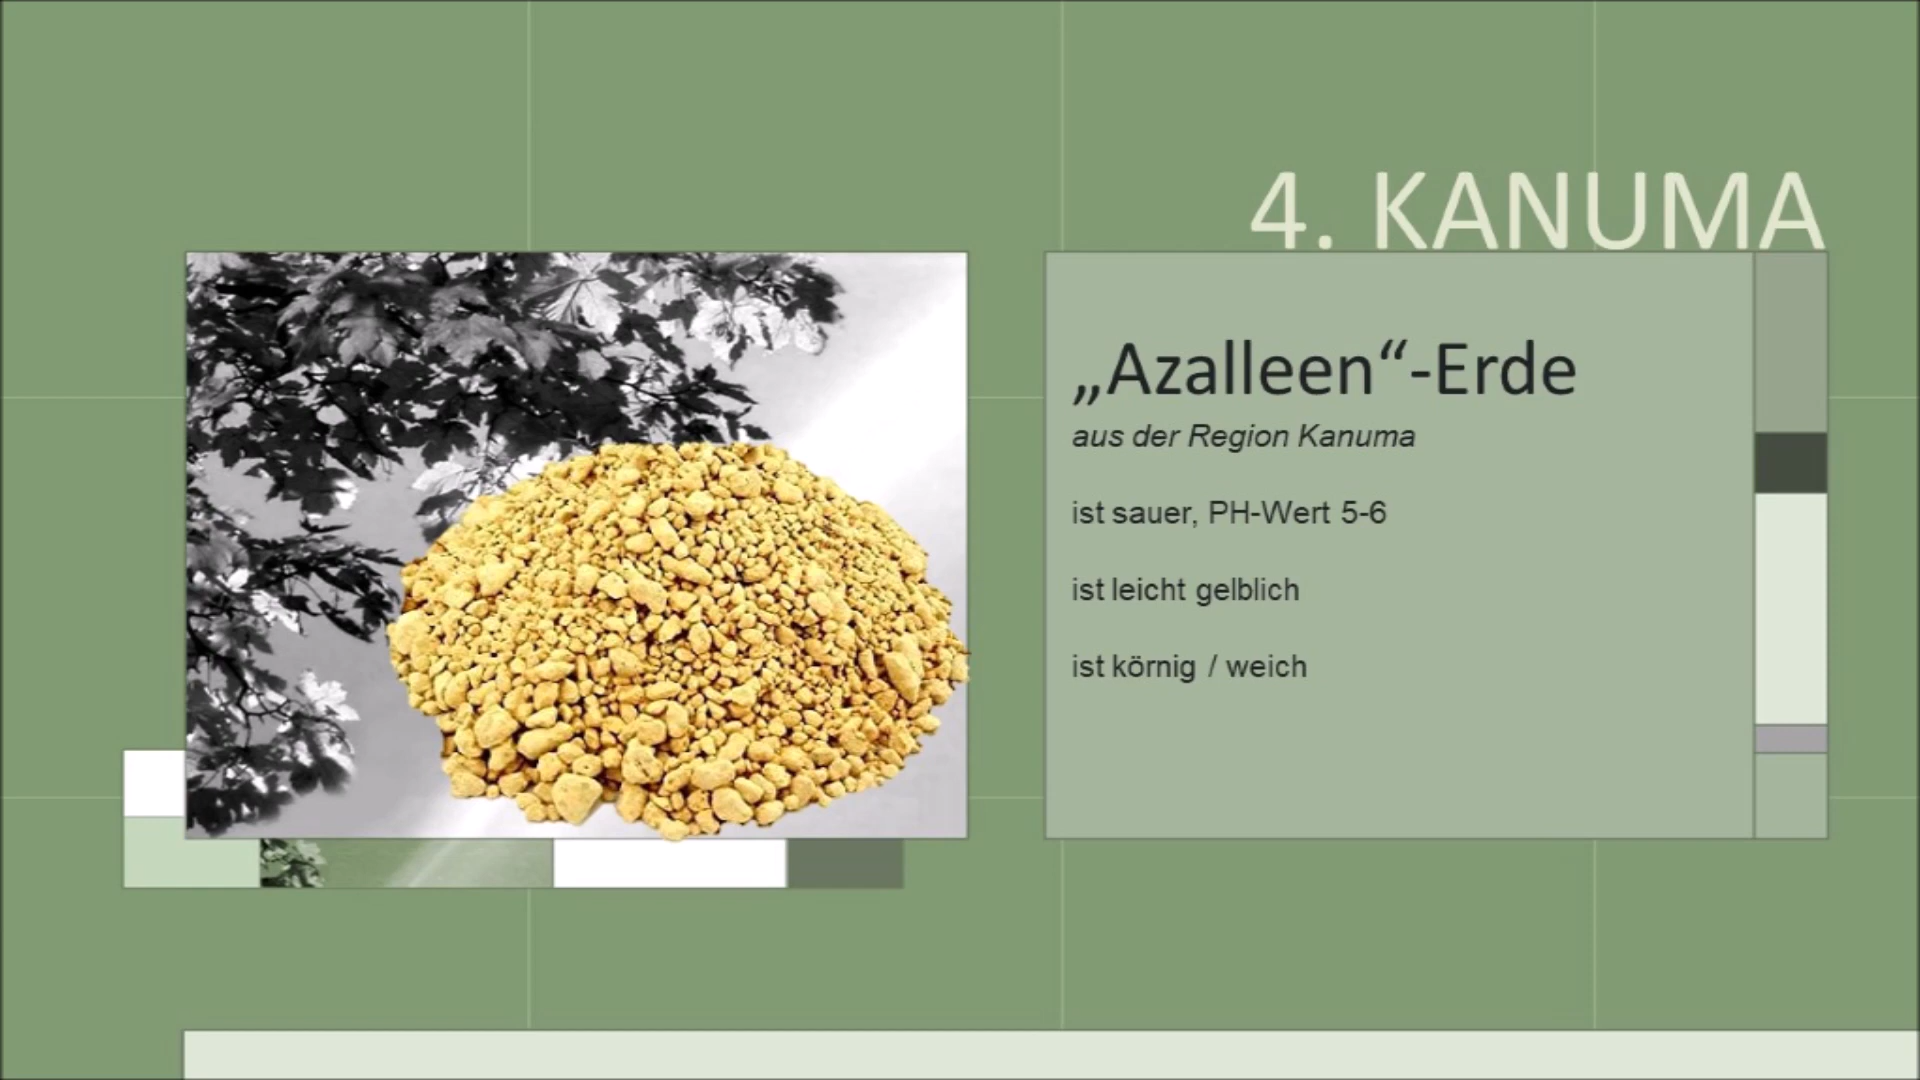 4. KANUMA
„Azalleen“-Erde
aus der Region Kanuma
ist sauer, PH-Wert 5-6
ist leicht gelblich
ist körnig / weich